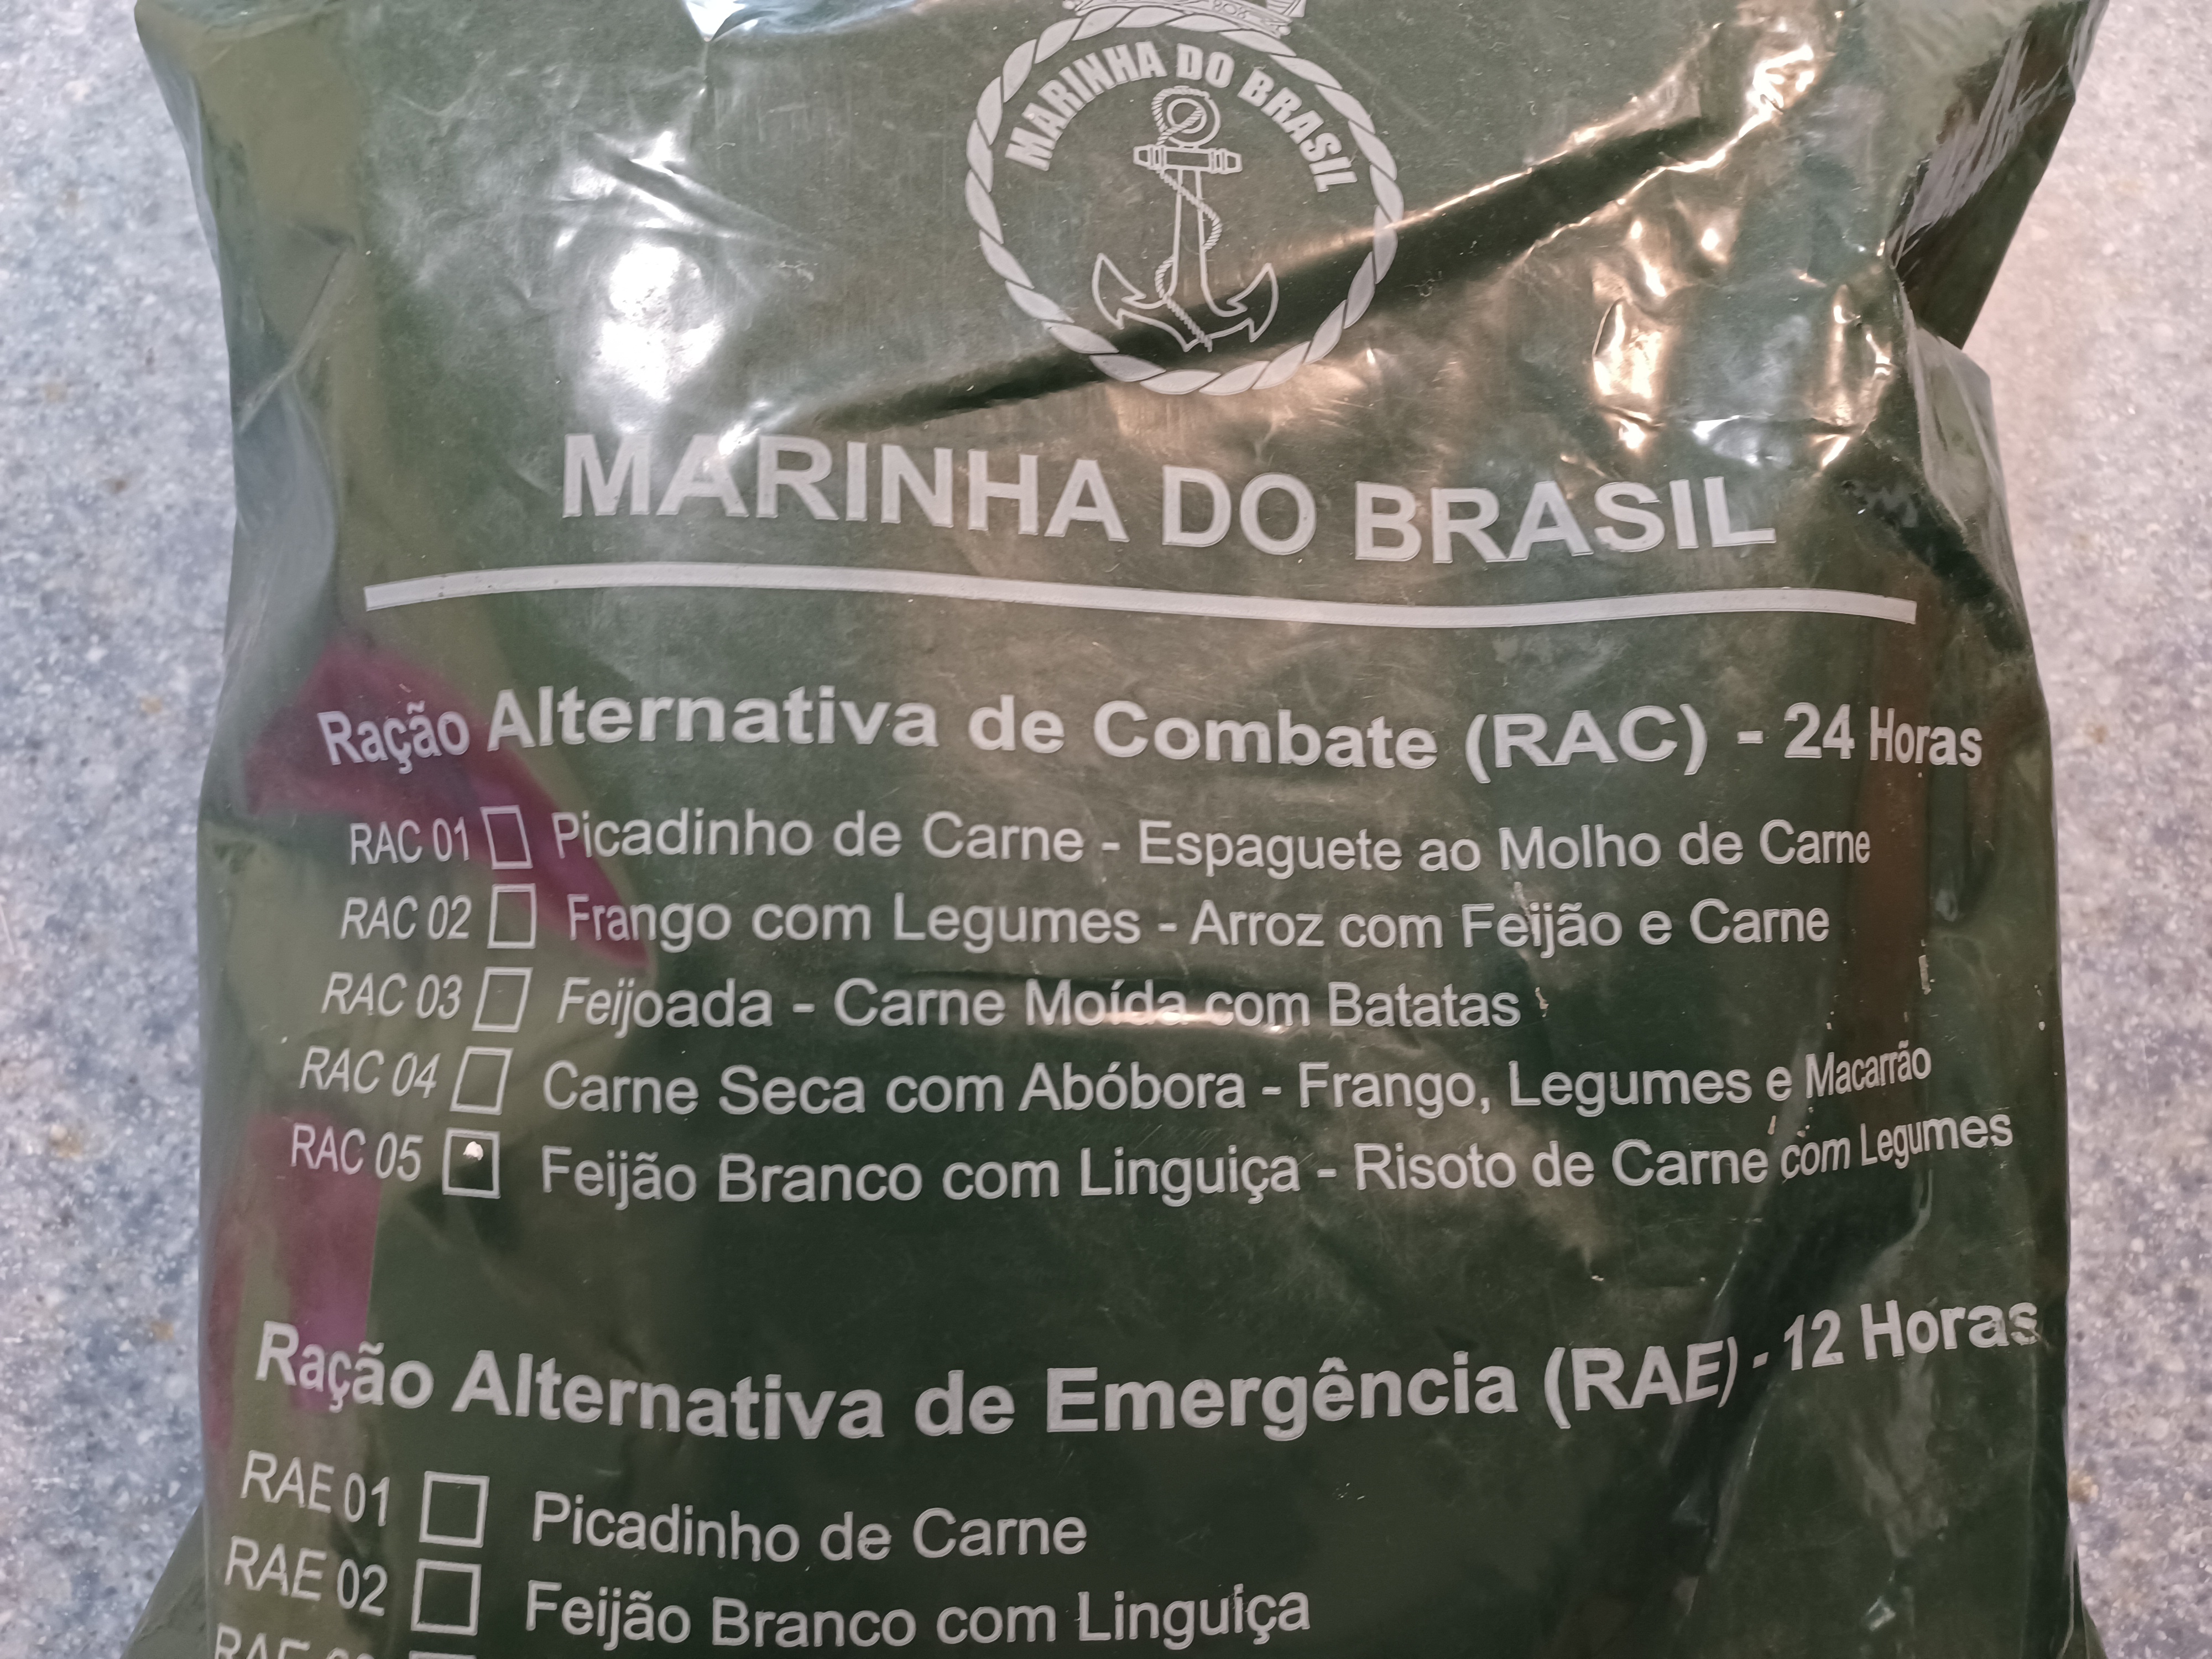 MARINHA DO BRASIL
MARINHA DO BRASIL
Ração Alternativa de Combate (RAC) - 24 Horas
RAC 01 Picadinho de Carne - Espaguete ao Molho de Carne
RAC 02 Frango com Legumes - Arroz com Feijão e Carne
RAC 03 Feijoada - Carne Moída com Batatas
RAC 04 Carne Seca com Abóbora - Frango, Legumes e Macarrão
RAC 05 Feijão Branco com Linguiça - Risoto de Carne com Legumes
Ração Alternativa de Emergência (RAE) - 12 Horas
RAE 01 Picadinho de Carne
RAE 02 Feijão Branco com Linguiça
RAE